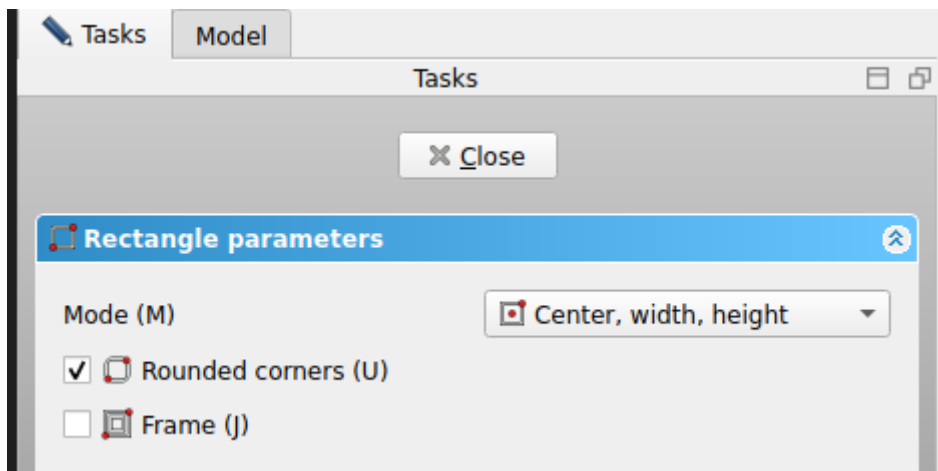 Tasks Model
Tasks
Close
Rectangle parameters
Mode (M) Center, width, height
Rounded corners (U)
Frame (J)